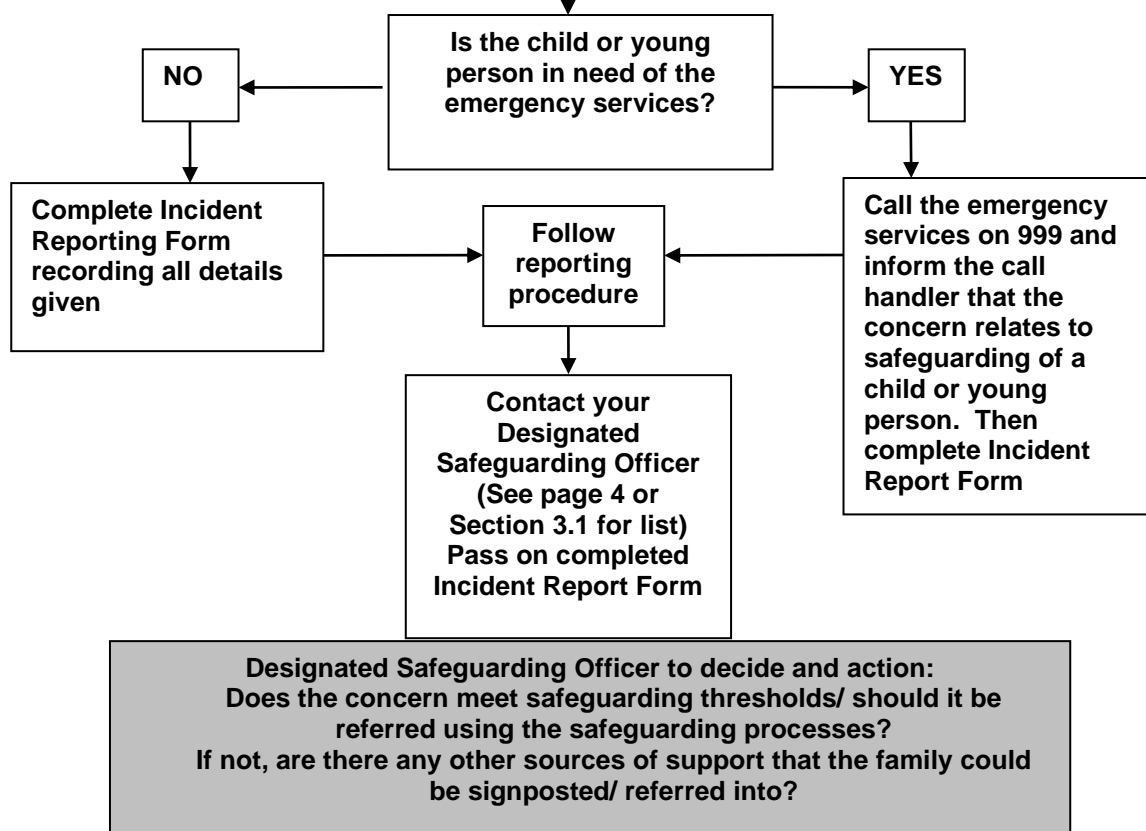 Is the child or young
person in need of the
emergency services?
NO
YES
Complete Incident
Reporting Form
recording all details
given
Follow
reporting
procedure
Call the emergency
services on 999 and
inform the call
handler that the
concern relates to
safeguarding of a
child or young
person.  Then
complete Incident
Report Form
Contact your
Designated
Safeguarding Officer
(See page 4 or
Section 3.1 for list)
Pass on completed
Incident Report Form
Designated Safeguarding Officer to decide and action:
Does the concern meet safeguarding thresholds/ should it be
referred using the safeguarding processes?
If not, are there any other sources of support that the family could
be signposted/ referred into?